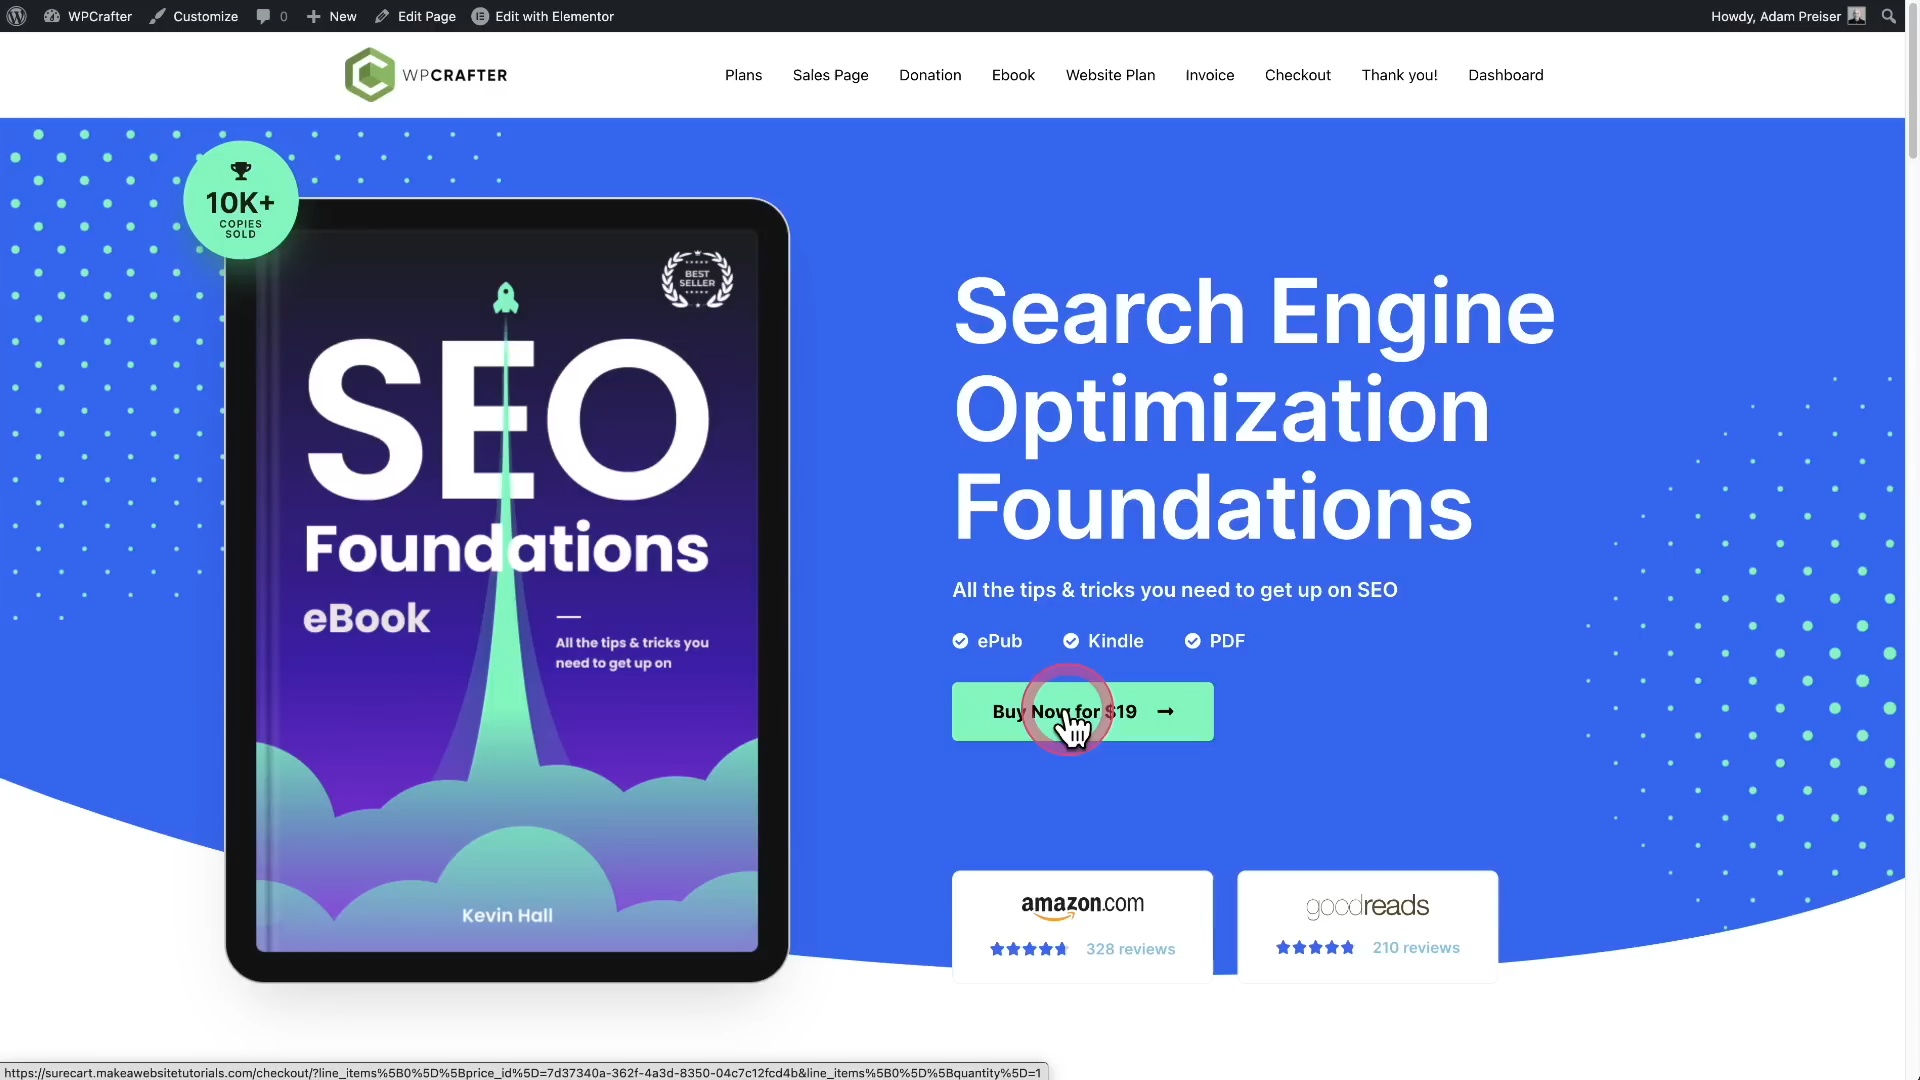 WPCrafter
Customize
0
New
Edit Page
Edit with Elementor
Howdy, Adam Preiser
WPCRAFTER
Plans
Sales Page
Donation
Ebook
Website Plan
Invoice
Checkout
Thank you!
Dashboard
10K+
COPIES
SOLD
BEST
SELLER
SEO
Foundations
eBook
All the tips & tricks you
need to get up on
Kevin Hall
Search Engine
Optimization
Foundations
All the tips & tricks you need to get up on SEO
ePub
Kindle
PDF
Buy Now for $19
amazon.com
328 reviews
goodreads
210 reviews
https://surecart.makeawebsitetutorials.com/checkout/?line_items%5B0%5D%5Bprice_id%5D=7d37340a-362f-4a3d-8350-04c7c12fcd4b&line_items%5B0%5D%5Bquantity%5D=1